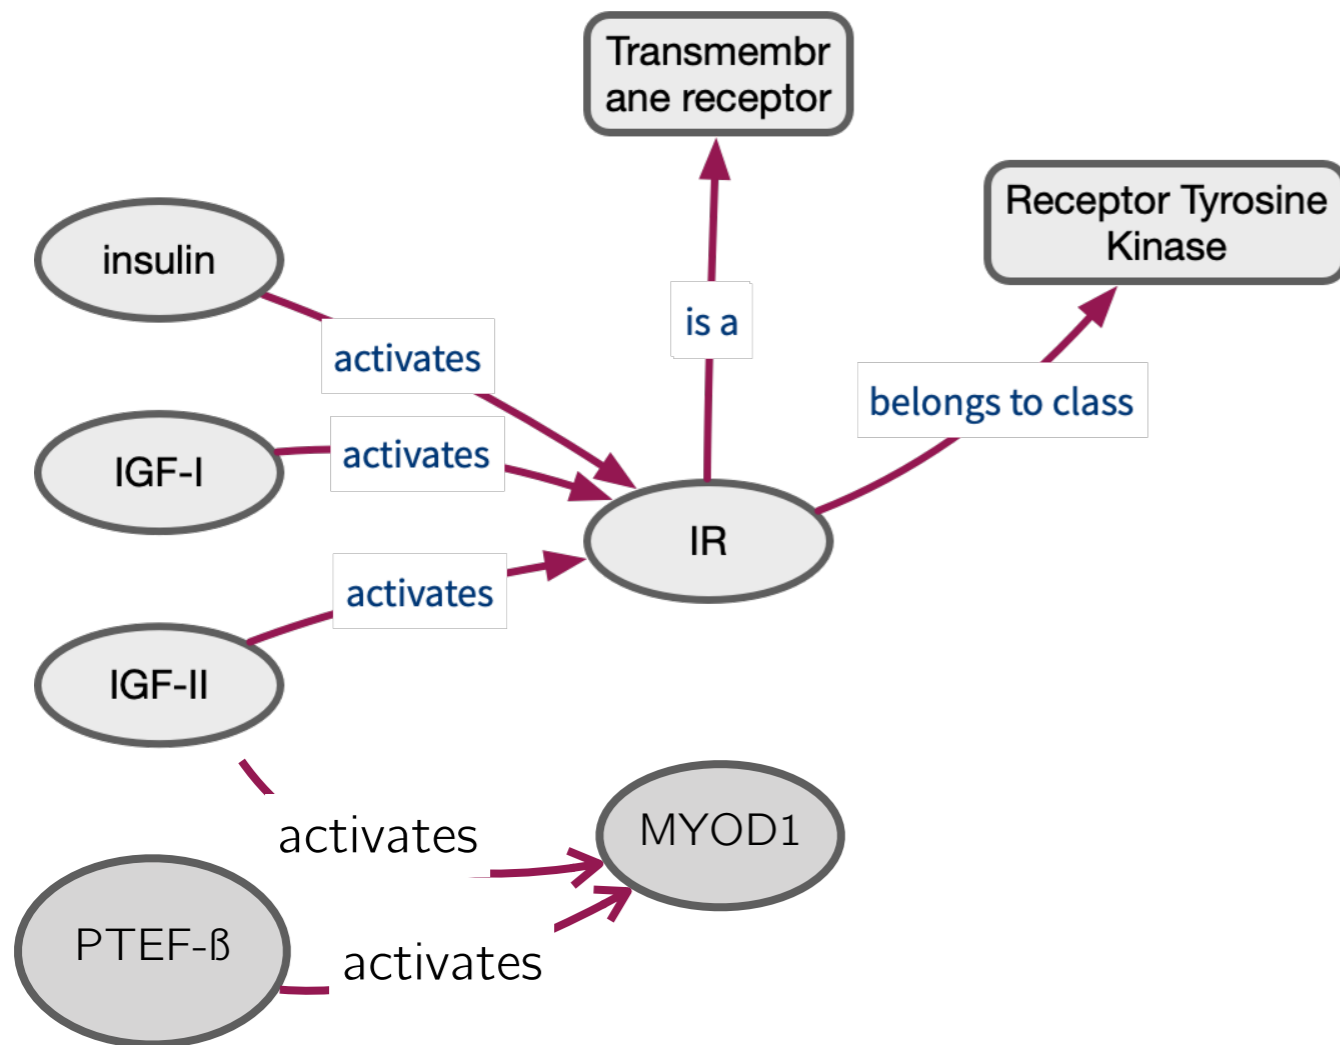 Transmembr
ane receptor
Receptor Tyrosine
Kinase
insulin
is a
activates
belongs to class
IGF-I
activates
IR
activates
IGF-II
activates
MYOD1
PTEF-ß
activates